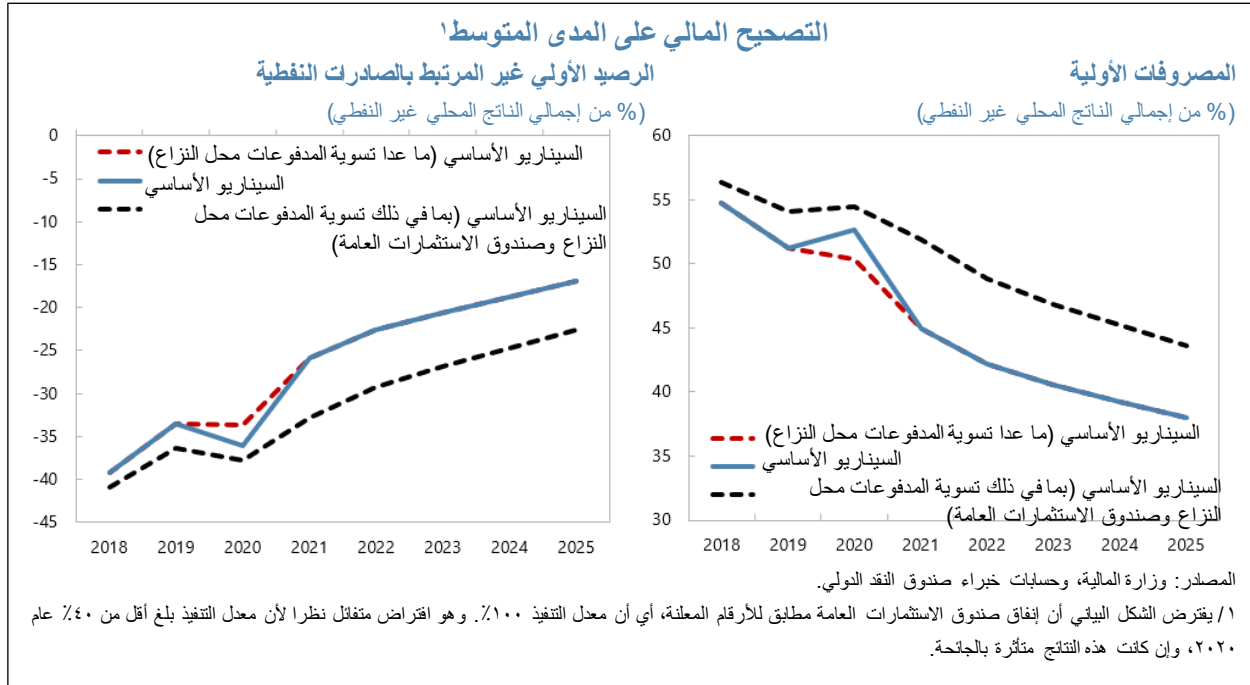 التصحيح المالي على المدى المتوسط١
المصروفات الأولية
(% من إجمالي الناتج المحلي غير النفطي)
60
55
50
45
40
35
30
السيناريو الأساسي (ما عدا تسوية المدفوعات محل النزاع)
السيناريو الأساسي
السيناريو الأساسي (بما في ذلك تسوية المدفوعات محل
النزاع وصندوق الاستثمارات العامة)
2018 2019 2020 2021 2022 2023 2024 2025
الرصيد الأولي غير المرتبط بالصادرات النفطية
(% من إجمالي الناتج المحلي غير النفطي)
0
-5
-10
-15
-20
-25
-30
-35
-40
-45
السيناريو الأساسي (ما عدا تسوية المدفوعات محل النزاع)
السيناريو الأساسي
السيناريو الأساسي (بما في ذلك تسوية المدفوعات محل
النزاع وصندوق الاستثمارات العامة)
2018 2019 2020 2021 2022 2023 2024 2025
المصادر: وزارة المالية، وحسابات خبراء صندوق النقد الدولي.
١/ يفترض الشكل البياني أن إنفاق صندوق الاستثمارات العامة مطابق للأرقام المعلنة، أي أن معدل التنفيذ ١٠٠٪. وهو افتراض متفائل نظرا لأن معدل التنفيذ بلغ أقل من ٤٠٪ عام
٢٠٢٠، وإن كانت هذه النتائج متأثرة بالجائحة.